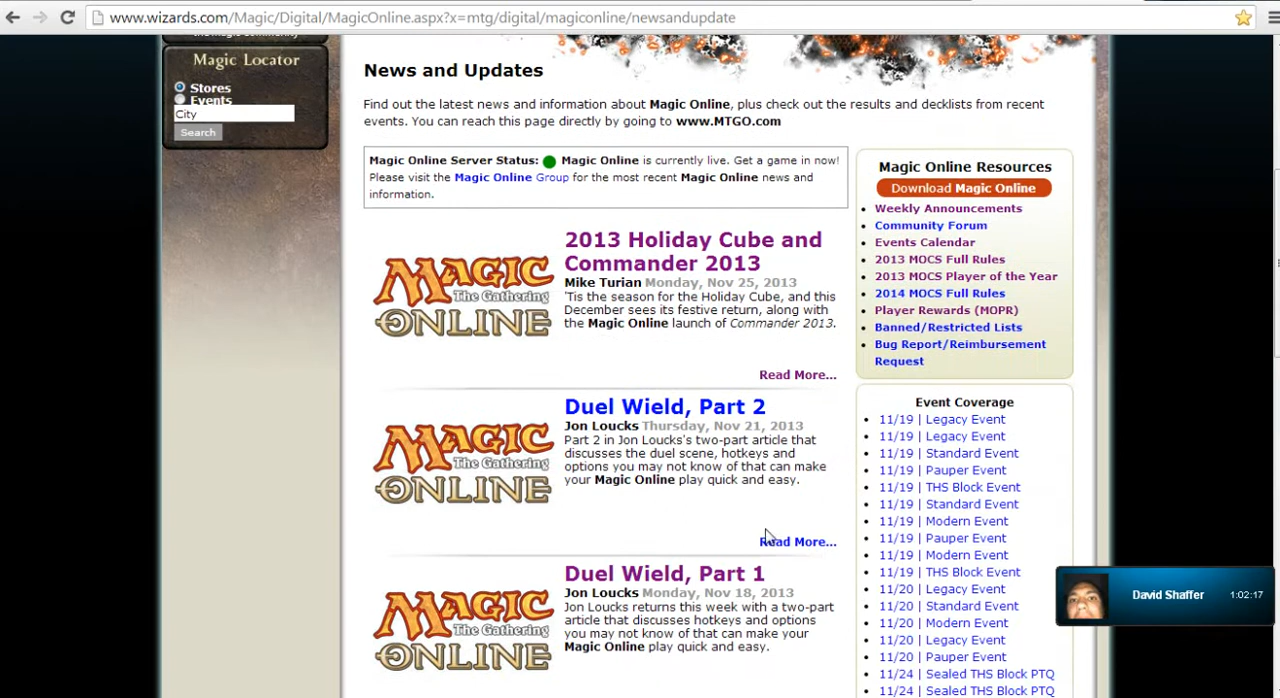 www.wizards.com/Magic/Digital/MagicOnline.aspx?x=mtg/digital/magiconline/newsandupdate
the Magic Community
Magic Locator
Stores
Events
City
Search
News and Updates
Find out the latest news and information about Magic Online, plus check out the results and decklists from recent
events. You can reach this page directly by going to www.MTGO.com
Magic Online Server Status: Magic Online is currently live. Get a game in now!
Please visit the Magic Online Group for the most recent Magic Online news and
information.
MAGIC
The Gathering
ONLINE
2013 Holiday Cube and
Commander 2013
Mike Turian Monday, Nov 25, 2013
'Tis the season for the Holiday Cube, and this
December sees its festive return, along with
the Magic Online launch of Commander 2013.
Read More...
MAGIC
The Gathering
ONLINE
Duel Wield, Part 2
Jon Loucks Thursday, Nov 21, 2013
Part 2 in Jon Loucks's two-part article that
discusses the duel scene, hotkeys and
options you may not know of that can make
your Magic Online play quick and easy.
Read More...
MAGIC
The Gathering
ONLINE
Duel Wield, Part 1
Jon Loucks Monday, Nov 18, 2013
Jon Loucks returns this week with a two-part
article that discusses hotkeys and options
you may not know of that can make your
Magic Online play quick and easy.
Magic Online Resources
Download Magic Online
Weekly Announcements
Community Forum
Events Calendar
2013 MOCS Full Rules
2013 MOCS Player of the Year
2014 MOCS Full Rules
Player Rewards (MOPR)
Banned/Restricted Lists
Bug Report/Reimbursement
Request
Event Coverage
11/19 | Legacy Event
11/19 | Legacy Event
11/19 | Standard Event
11/19 | Pauper Event
11/19 | THS Block Event
11/19 | Standard Event
11/19 | Modern Event
11/19 | Pauper Event
11/19 | Modern Event
11/19 | THS Block Event
11/20 | Legacy Event
11/20 | Standard Event
11/20 | Modern Event
11/20 | Legacy Event
11/20 | Pauper Event
11/24 | Sealed THS Block PTQ
11/24 | Sealed THS Block PTQ
David Shaffer 1:02:17